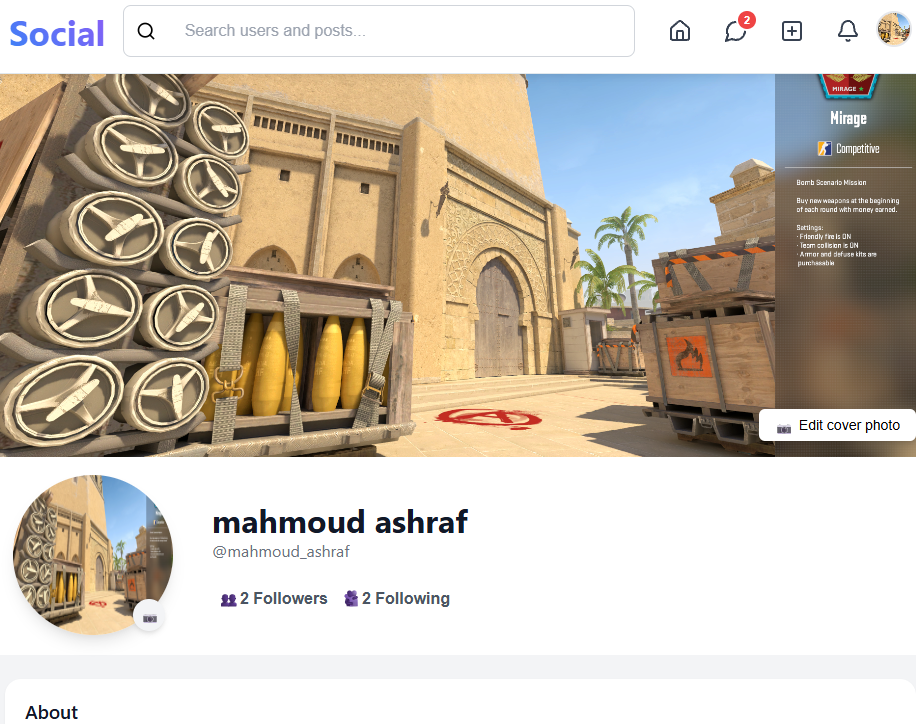 Social
Search users and posts...
2
MIRAGE
Mirage
Competitive
Bomb Scenario Mission
Buy new weapons at the beginning
of each round with money earned.
Settings:
· Friendly fire is ON
· Team collision is ON
· Armor and defuse kits are
purchasable
A
Edit cover photo
mahmoud ashraf
@mahmoud_ashraf
2 Followers
2 Following
About